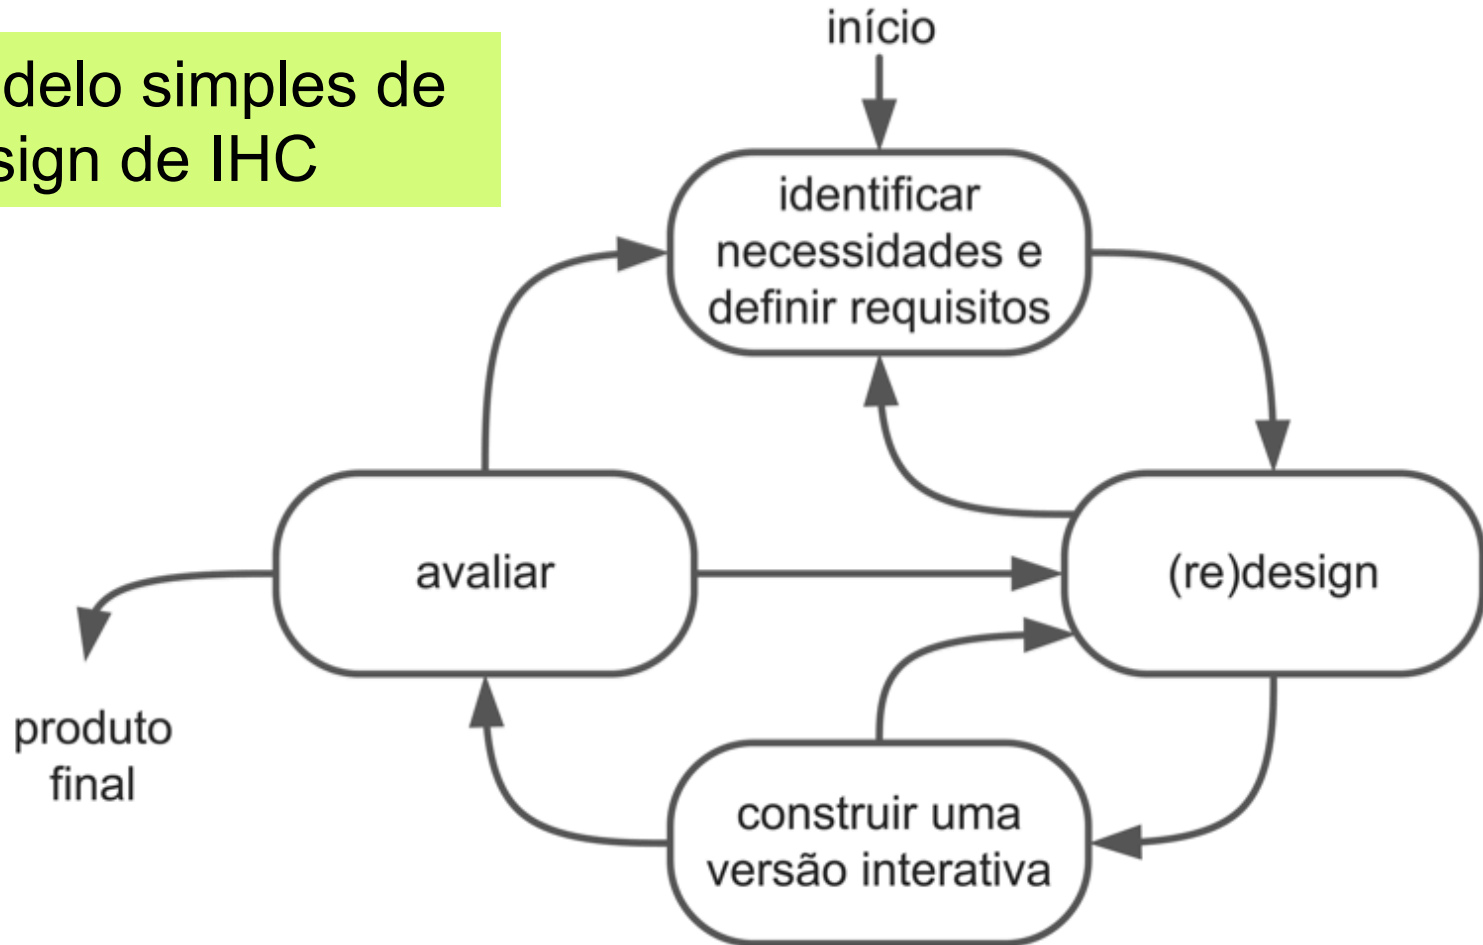 delo simples de
sign de IHC
início
identificar
necessidades e
definir requisitos
avaliar
(re)design
produto
final
construir uma
versão interativa